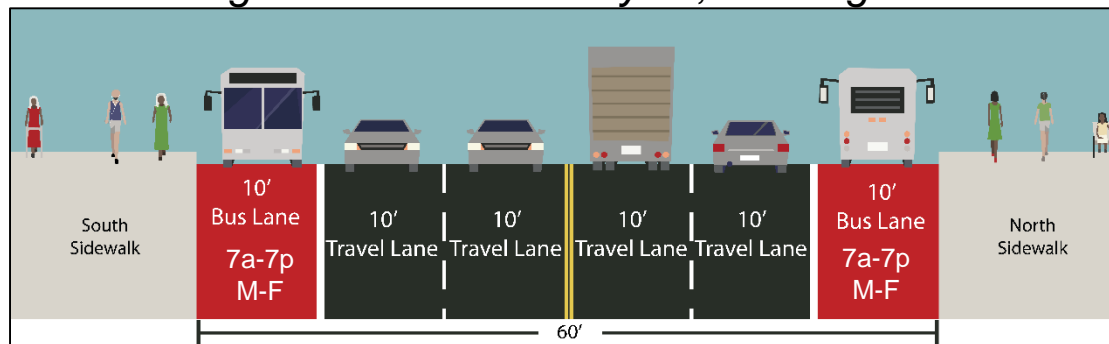 South
Sidewalk
10'
Bus Lane
7a-7p
M-F
10'
Travel Lane
10'
Travel Lane
10'
Travel Lane
10'
Travel Lane
10'
Bus Lane
7a-7p
M-F
North
Sidewalk
60'